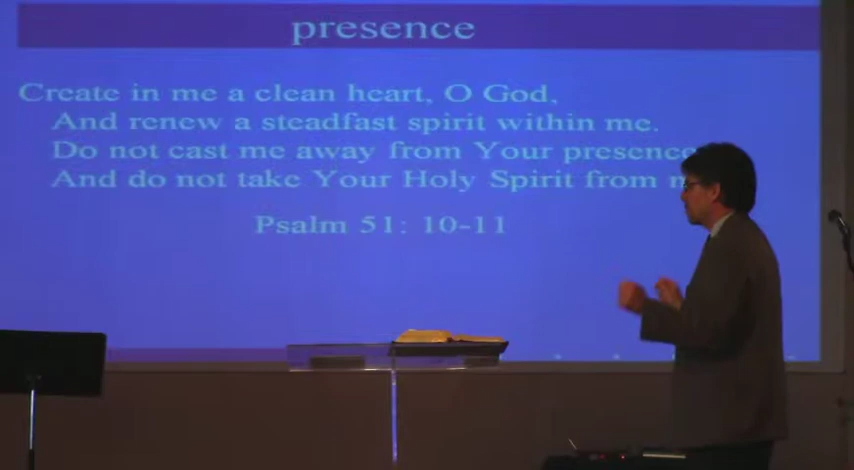 presence
Create in me a clean heart, O God,
And renew a steadfast spirit within me.
Do not cast me away from Your presence
And do not take Your Holy Spirit from
Psalm 51: 10-11